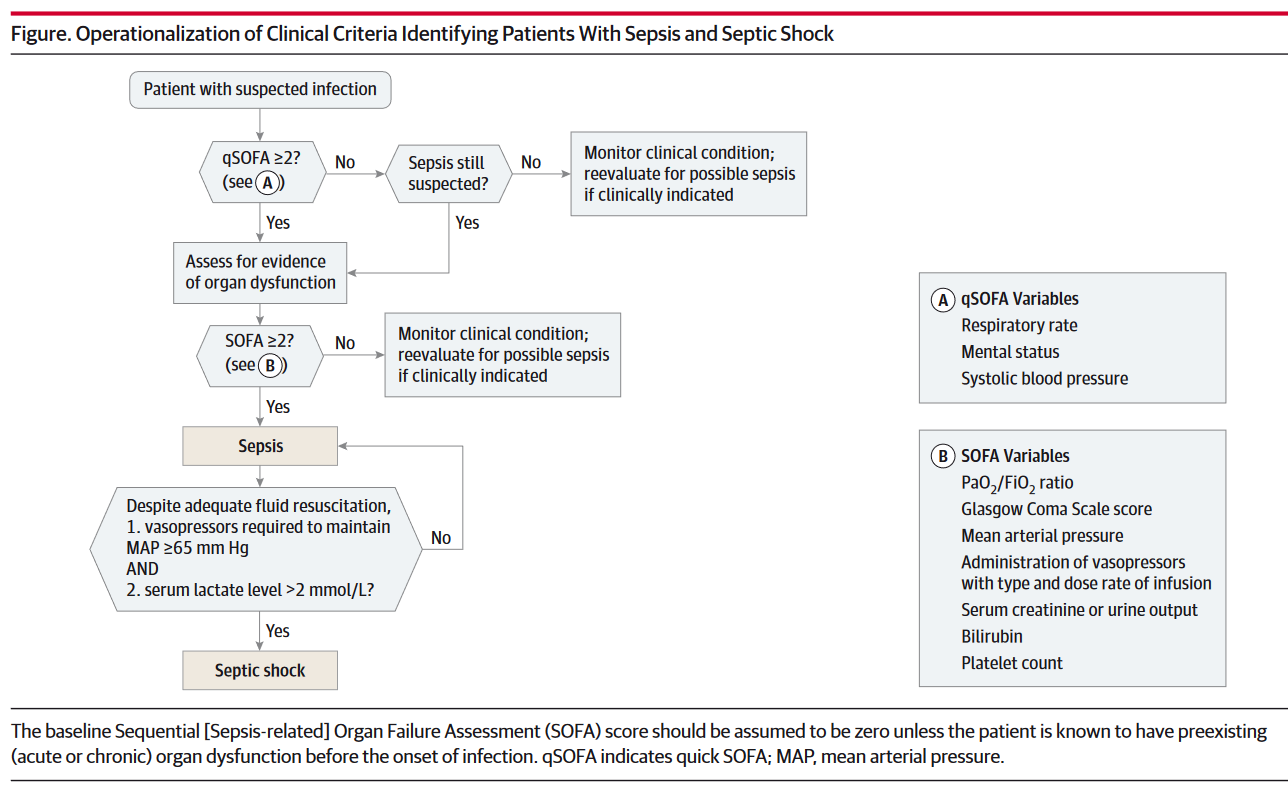 Figure. Operationalization of Clinical Criteria Identifying Patients With Sepsis and Septic Shock
Patient with suspected infection
qSOFA ≥2?
(see A)
No
Sepsis still
suspected?
No
Monitor clinical condition;
reevaluate for possible sepsis
if clinically indicated
Yes
Yes
Assess for evidence
of organ dysfunction
SOFA ≥2?
(see B)
No
Monitor clinical condition;
reevaluate for possible sepsis
if clinically indicated
Yes
Sepsis
Despite adequate fluid resuscitation,
1. vasopressors required to maintain
MAP ≥65 mm Hg
AND
2. serum lactate level >2 mmol/L?
No
Yes
Septic shock
A qSOFA Variables
Respiratory rate
Mental status
Systolic blood pressure
B SOFA Variables
PaO₂/FiO₂ ratio
Glasgow Coma Scale score
Mean arterial pressure
Administration of vasopressors
with type and dose rate of infusion
Serum creatinine or urine output
Bilirubin
Platelet count
The baseline Sequential [Sepsis-related] Organ Failure Assessment (SOFA) score should be assumed to be zero unless the patient is known to have preexisting
(acute or chronic) organ dysfunction before the onset of infection. qSOFA indicates quick SOFA; MAP, mean arterial pressure.